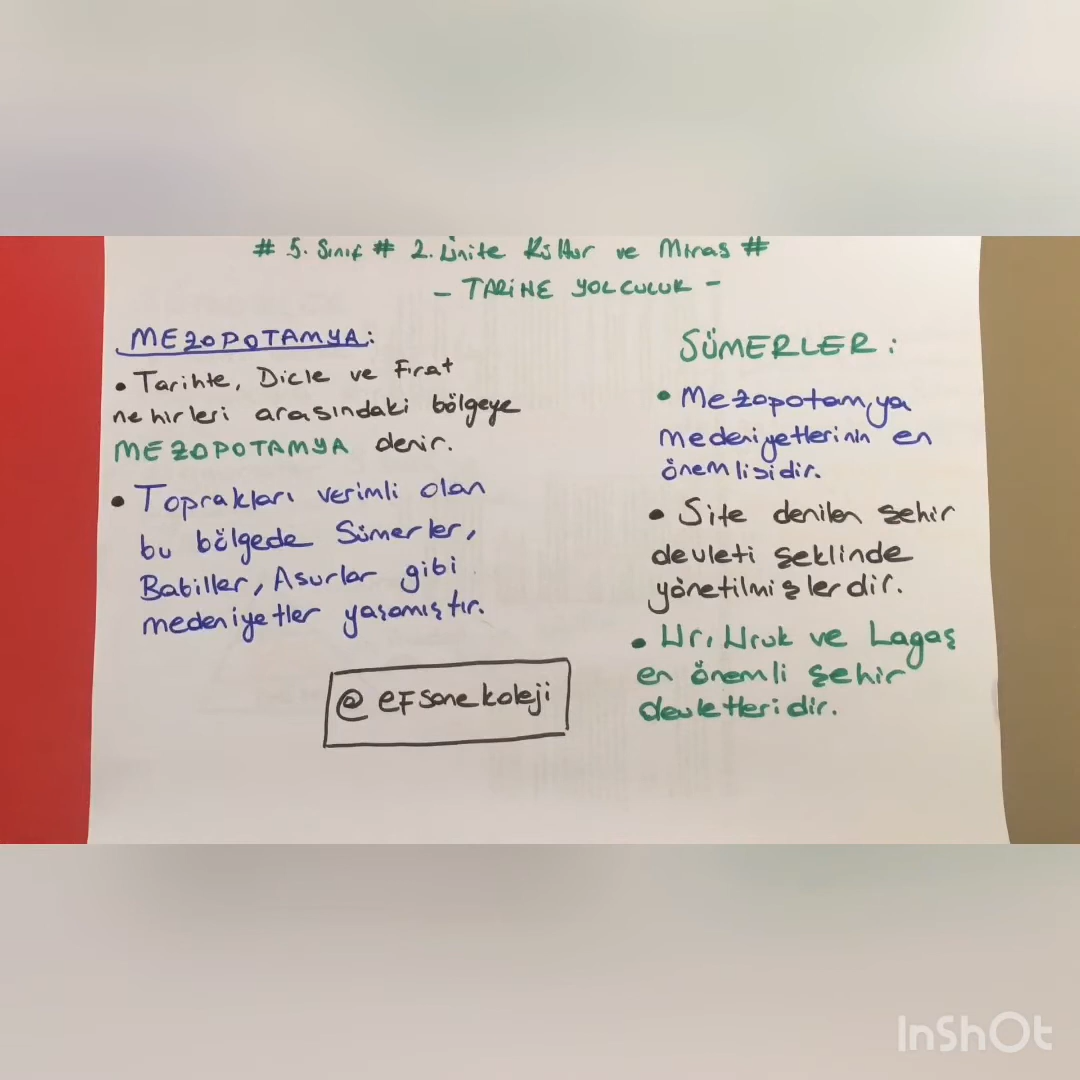 # 5. Sınıf # 2. Ünite Kültür ve Miras #
- TARİHE YOLCULUK -
MEZOPOTAMYA:
• Tarihte, Dicle ve Fırat
nehirleri arasındaki bölgeye
MEZOPOTAMYA denir.
• Toprakları verimli olan
bu bölgede Sümerler,
Babiller, Asurlar gibi
medeniyetler yaşamıştır.
@efsanekoleji
SÜMERLER:
• Mezopotamya
medeniyetlerinin en
önemlisidir.
• Site denilen şehir
devleti şeklinde
yönetilmişlerdir.
• Ur, Uruk ve Lagaş
en önemli şehir
devletleridir.
InShOt